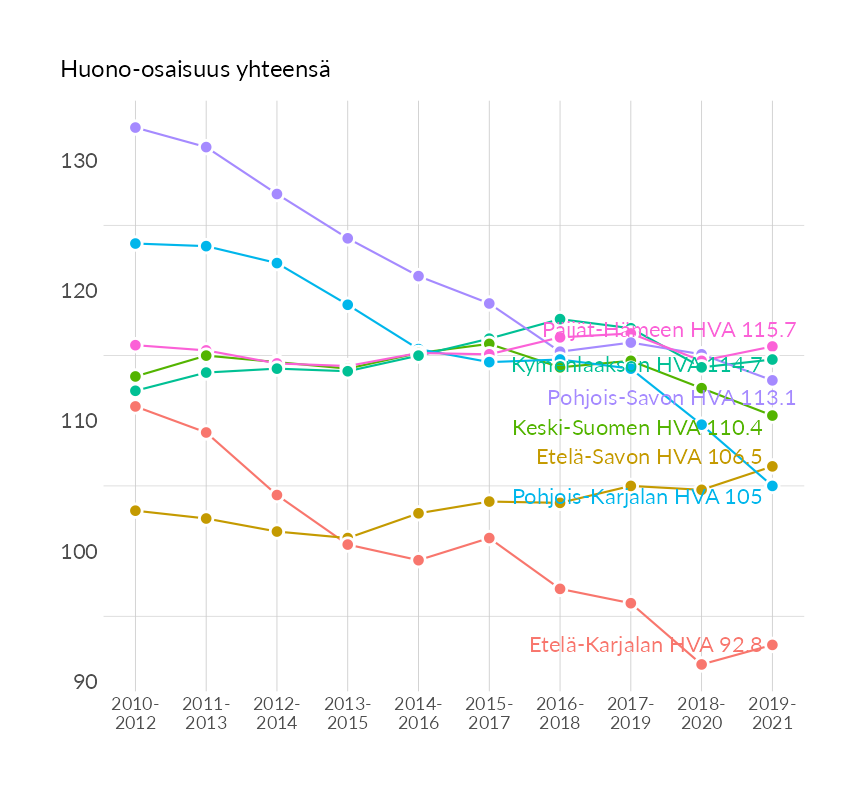 Huono-osaisuus yhteensä
130
120
110
100
90
Päijät-Hämeen HVA 115.7
Kymenlaakson HVA 114.7
Pohjois-Savon HVA 113.1
Keski-Suomen HVA 110.4
Etelä-Savon HVA 106.5
Pohjois-Karjalan HVA 105
Etelä-Karjalan HVA 92.8
2010- 2011- 2012- 2013- 2014- 2015- 2016- 2017- 2018- 2019-
2012 2013 2014 2015 2016 2017 2018 2019 2020 2021